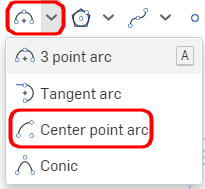 3 point arc A
Tangent arc
Center point arc
Conic